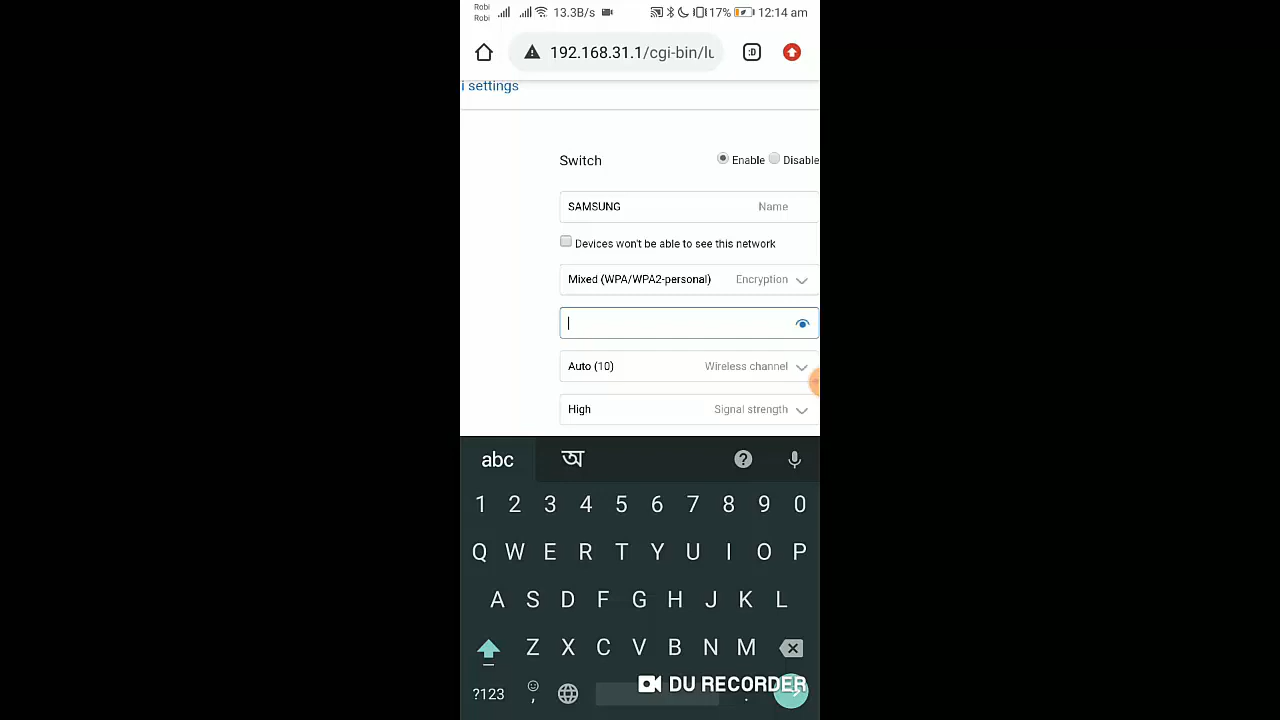 Robi
Robi
13.3B/s
17%
12:14 am
192.168.31.1/cgi-bin/lu
:D
i settings
Switch
Enable
Disable
SAMSUNG
Name
Devices won't be able to see this network
Mixed (WPA/WPA2-personal)
Encryption
Auto (10)
Wireless channel
High
Signal strength
abc
অ
?
1 2 3 4 5 6 7 8 9 0
Q W E R T Y U I O P
A S D F G H J K L
Z X C V B N M
?123
,
DU RECORDER
.